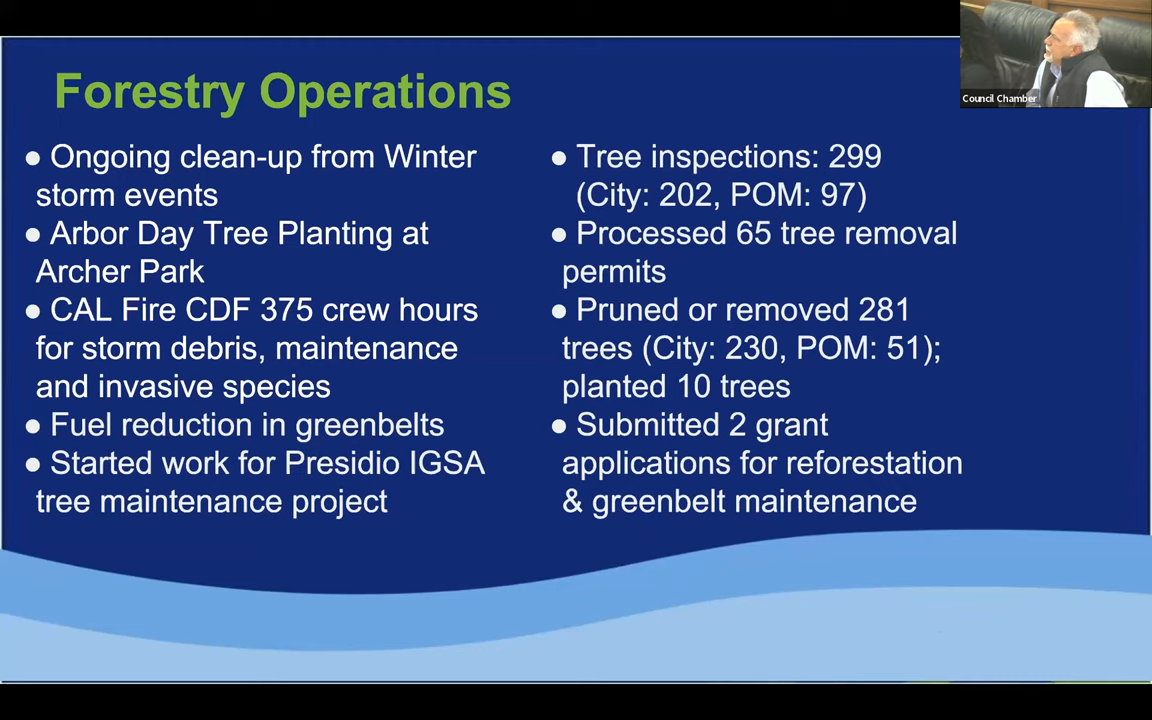 Forestry Operations
● Ongoing clean-up from Winter
storm events
● Arbor Day Tree Planting at
Archer Park
● CAL Fire CDF 375 crew hours
for storm debris, maintenance
and invasive species
● Fuel reduction in greenbelts
● Started work for Presidio IGSA
tree maintenance project
● Tree inspections: 299
(City: 202, POM: 97)
● Processed 65 tree removal
permits
● Pruned or removed 281
trees (City: 230, POM: 51);
planted 10 trees
● Submitted 2 grant
applications for reforestation
& greenbelt maintenance
Council Chamber